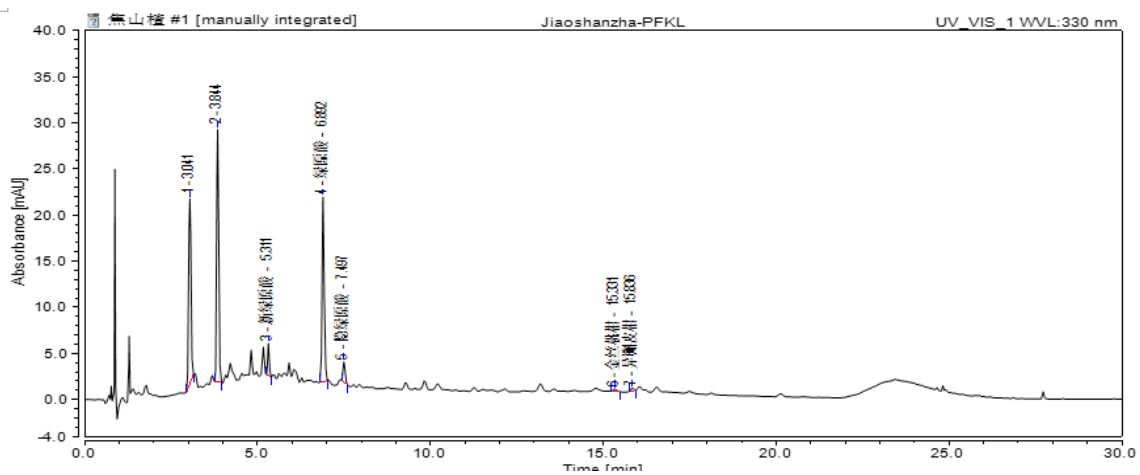 焦山楂 #1 [manually integrated]
Jiaoshanzha-PFKL
UV_VIS_1 WVL:330 nm
Absorbance [mAU]
40.0
35.0
30.0
25.0
20.0
15.0
10.0
5.0
0.0
-4.0
1 - 3.041
2 - 3.844
3 - 新绿原酸 - 5.311
4 - 绿原酸 - 6.892
5 - 隐绿原酸 - 7.497
6 - 金丝桃苷 - 15.331
7 - 异槲皮苷 - 15.836
0.0 5.0 10.0 15.0 20.0 25.0 30.0
Time [min]